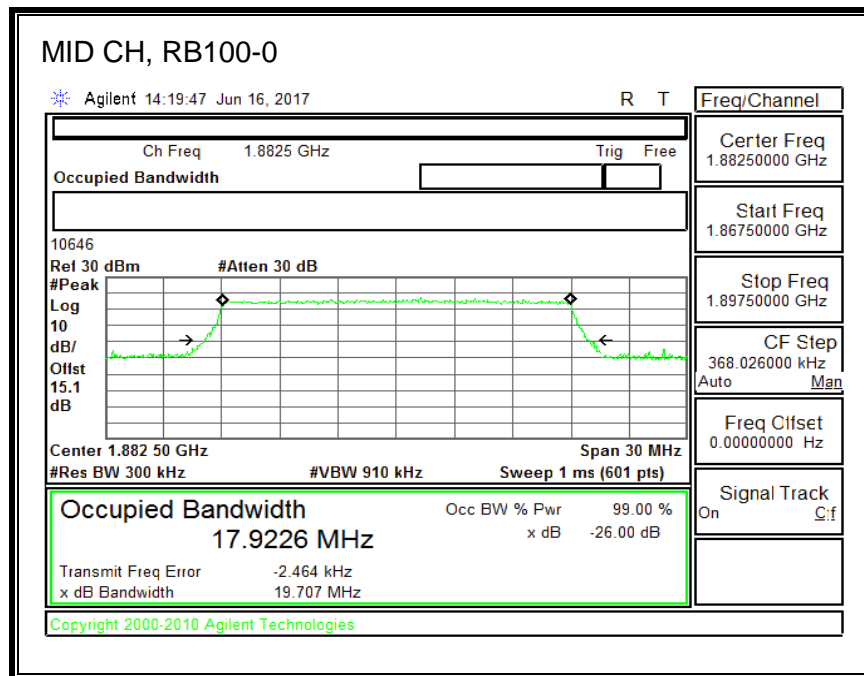 MID CH, RB100-0
Agilent 14:19:47 Jun 16, 2017 R T
Freq/Channel
Ch Freq 1.8825 GHz Trig Free
Occupied Bandwidth
Center Freq
1.88250000 GHz
Start Freq
1.86750000 GHz
Stop Freq
1.89750000 GHz
CF Step
368.026000 kHz
Auto Man
Freq Offset
0.00000000 Hz
Signal Track
On Off
10646
Ref 30 dBm #Atten 30 dB
#Peak
Log
10
dB/
Offst
15.1
dB
Center 1.882 50 GHz Span 30 MHz
#Res BW 300 kHz #VBW 910 kHz Sweep 1 ms (601 pts)
Occupied Bandwidth
17.9226 MHz
Occ BW % Pwr 99.00 %
x dB -26.00 dB
Transmit Freq Error -2.464 kHz
x dB Bandwidth 19.707 MHz
Copyright 2000-2010 Agilent Technologies